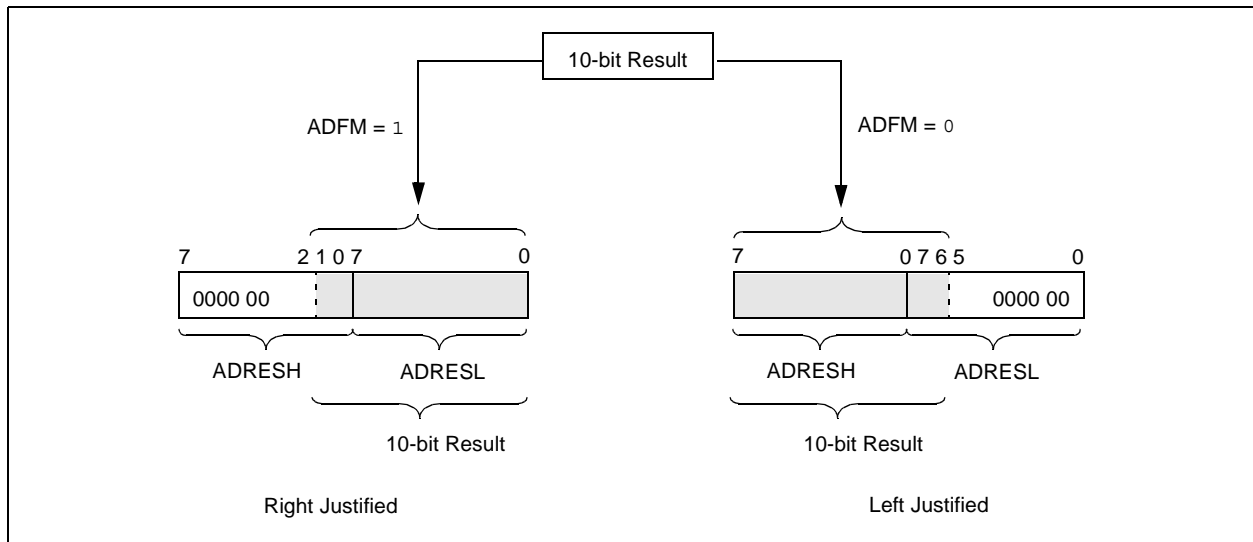 10-bit Result
ADFM = 1
ADFM = 0
7 2 1 0 7 0
7 0 7 6 5 0
0000 00
0000 00
ADRESH ADRESL
ADRESH ADRESL
10-bit Result
10-bit Result
Right Justified
Left Justified